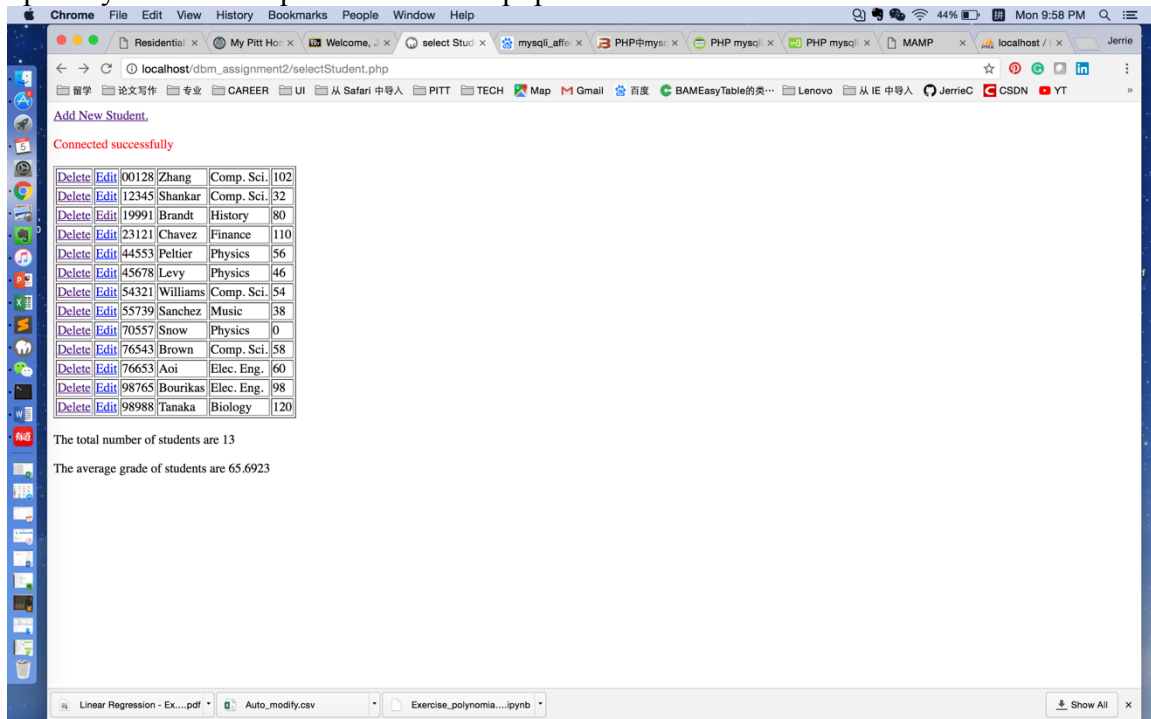 Chrome File Edit View History Bookmarks People Window Help 44% Mon 9:58 PM
Residential My Pitt Hor Welcome, J select Stud mysqli_affec PHP中mysq PHP mysqli PHP mysqli MAMP localhost / Jerrie
localhost/dbm_assignment2/selectStudent.php
留学 论文写作 专业 CAREER UI 从 Safari 中导入 PITT TECH Map Gmail 百度 BAMEasyTable的类… Lenovo 从 IE 中导入 JerrieC CSDN YT »
Add New Student.
Connected successfully
Delete Edit 00128 Zhang Comp. Sci. 102
Delete Edit 12345 Shankar Comp. Sci. 32
Delete Edit 19991 Brandt History 80
Delete Edit 23121 Chavez Finance 110
Delete Edit 44553 Peltier Physics 56
Delete Edit 45678 Levy Physics 46
Delete Edit 54321 Williams Comp. Sci. 54
Delete Edit 55739 Sanchez Music 38
Delete Edit 70557 Snow Physics 0
Delete Edit 76543 Brown Comp. Sci. 58
Delete Edit 76653 Aoi Elec. Eng. 60
Delete Edit 98765 Bourikas Elec. Eng. 98
Delete Edit 98988 Tanaka Biology 120
The total number of students are 13
The average grade of students are 65.6923
Linear Regression - Ex....pdf Auto_modify.csv Exercise_polynomia....ipynb Show All